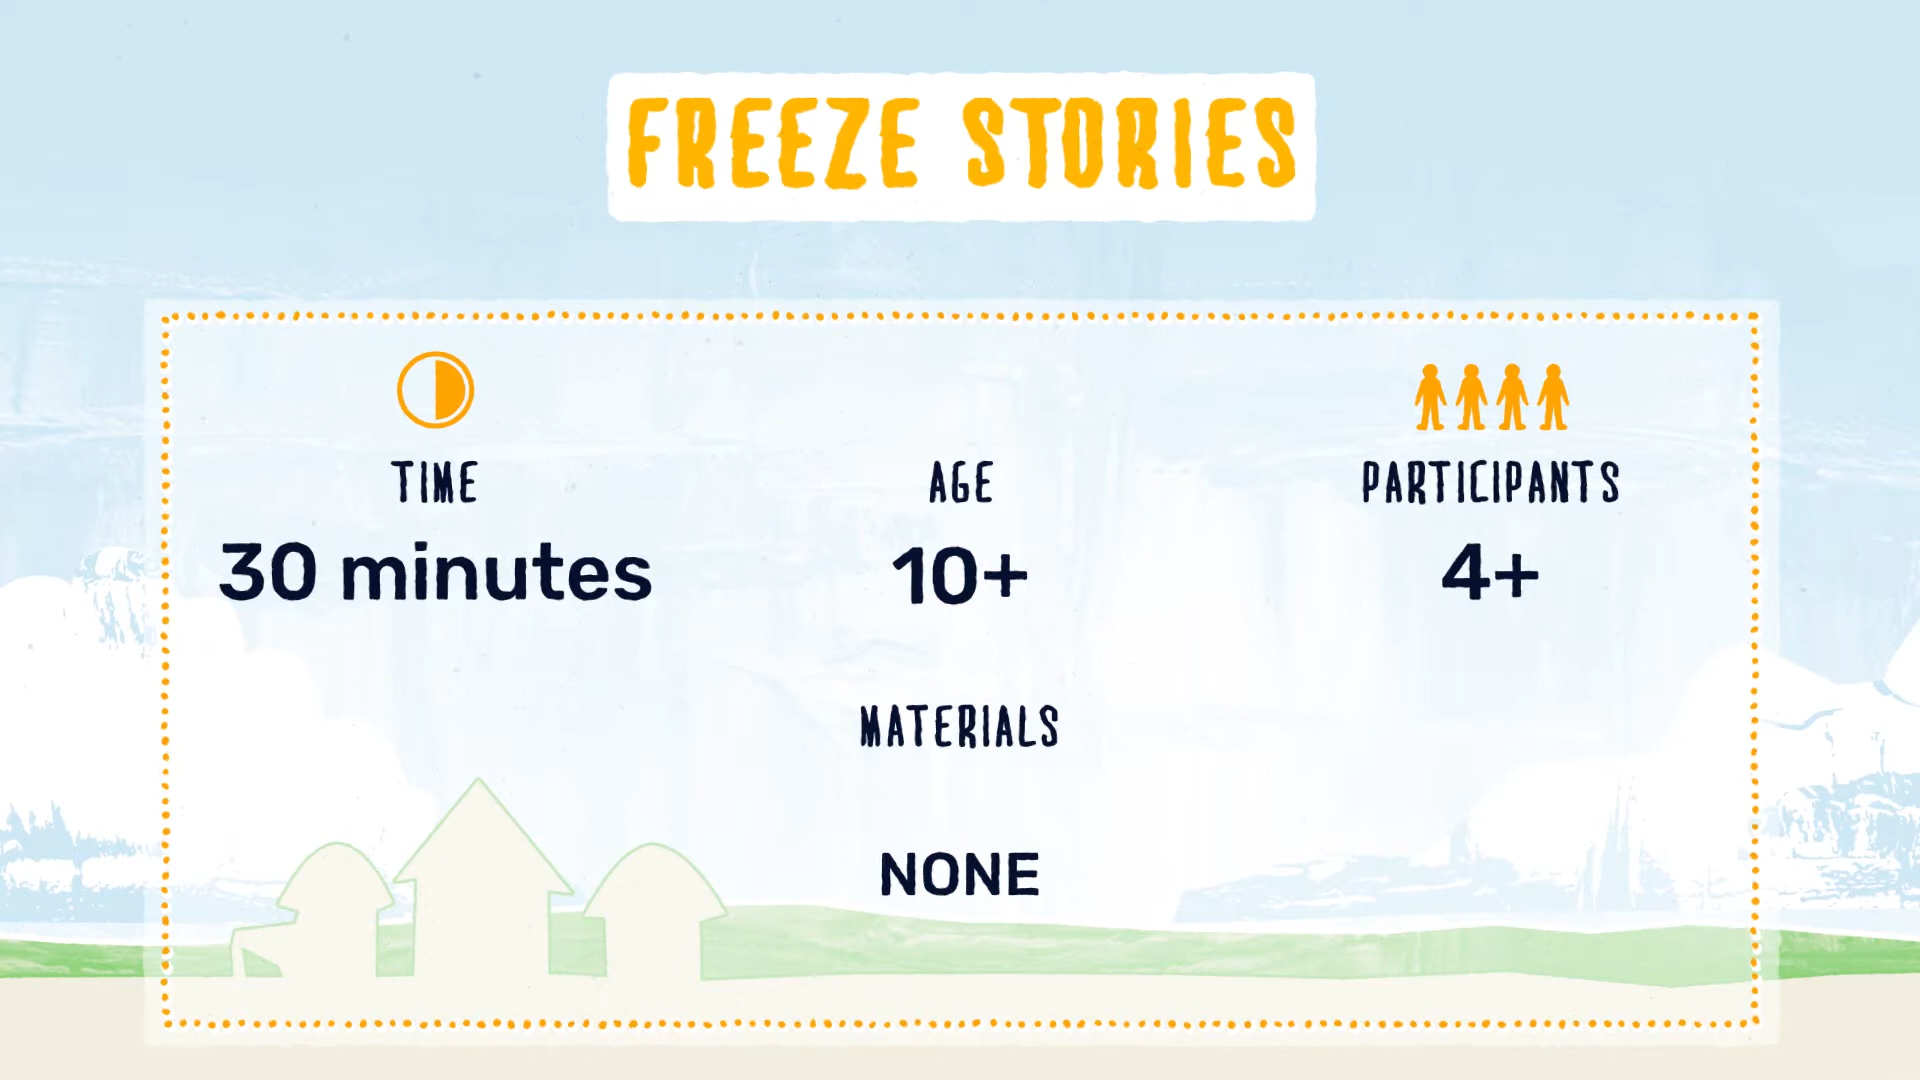 FREEZE STORIES
TIME
30 minutes
AGE
10+
PARTICIPANTS
4+
MATERIALS
NONE